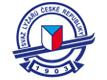 SVAZ LYŽAŘŮ ČESKÉ REPUBLIKY
1903